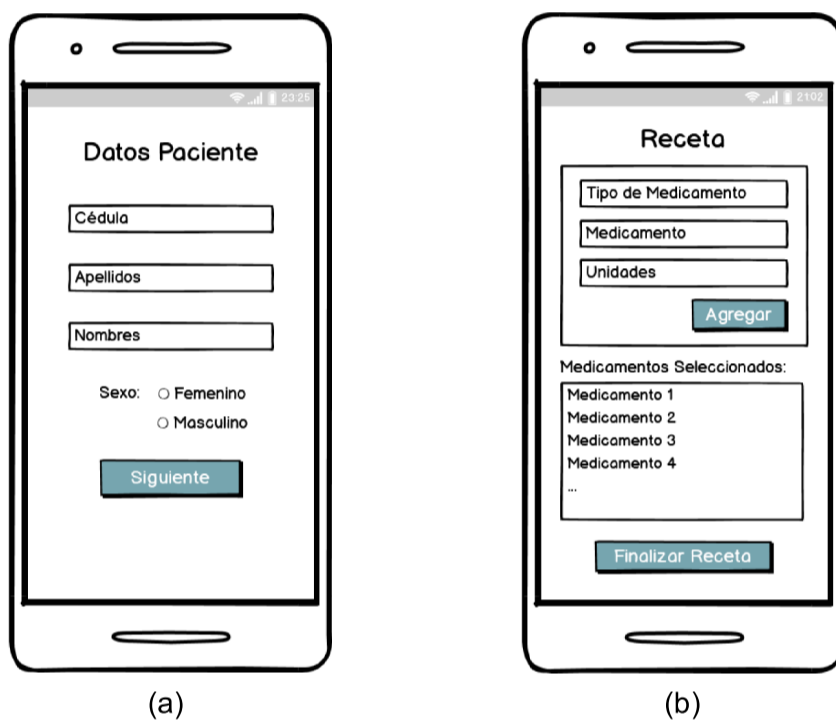 23:25
Datos Paciente
Cédula
Apellidos
Nombres
Sexo: Femenino
Masculino
Siguiente
(a)
21:02
Receta
Tipo de Medicamento
Medicamento
Unidades
Agregar
Medicamentos Seleccionados:
Medicamento 1
Medicamento 2
Medicamento 3
Medicamento 4
...
Finalizar Receta
(b)